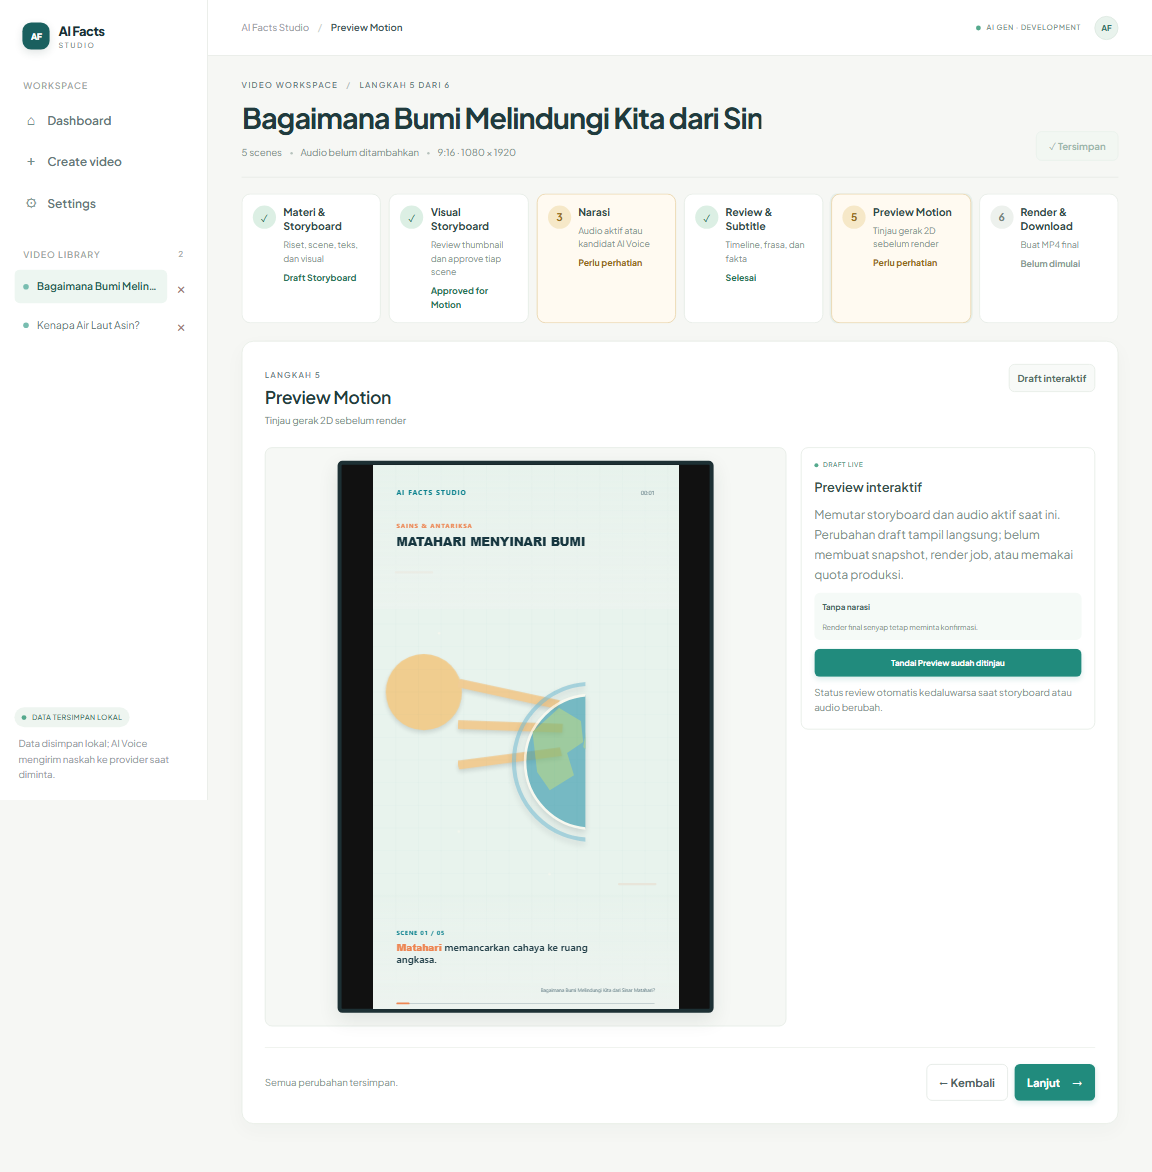 AF
AI Facts
STUDIO
WORKSPACE
⌂ Dashboard
+ Create video
⚙ Settings
VIDEO LIBRARY 2
Bagaimana Bumi Melin... ×
Kenapa Air Laut Asin? ×
DATA TERSIMPAN LOKAL
Data disimpan lokal; AI Voice
mengirim naskah ke provider saat
diminta.
AI Facts Studio / Preview Motion
AI GEN · DEVELOPMENT AF
VIDEO WORKSPACE / LANGKAH 5 DARI 6
Bagaimana Bumi Melindungi Kita dari Sin
5 scenes • Audio belum ditambahkan • 9:16 · 1080 × 1920
✓ Tersimpan
✓
Materi &
Storyboard
Riset, scene, teks,
dan visual
Draft Storyboard
✓
Visual
Storyboard
Review thumbnail
dan approve tiap
scene
Approved for
Motion
3
Narasi
Audio aktif atau
kandidat AI Voice
Perlu perhatian
✓
Review &
Subtitle
Timeline, frasa, dan
fakta
Selesai
5
Preview Motion
Tinjau gerak 2D
sebelum render
Perlu perhatian
6
Render &
Download
Buat MP4 final
Belum dimulai
LANGKAH 5
Preview Motion
Tinjau gerak 2D sebelum render
Draft interaktif
AI FACTS STUDIO 00:01
SAINS & ANTARIKSA
MATAHARI MENYINARI BUMI
SCENE 01 / 05
Matahari memancarkan cahaya ke ruang
angkasa.
Bagaimana Bumi Melindungi Kita dari Sinar Matahari?
DRAFT LIVE
Preview interaktif
Memutar storyboard dan audio aktif saat ini.
Perubahan draft tampil langsung; belum
membuat snapshot, render job, atau memakai
quota produksi.
Tanpa narasi
Render final senyap tetap meminta konfirmasi.
Tandai Preview sudah ditinjau
Status review otomatis kedaluwarsa saat storyboard atau
audio berubah.
Semua perubahan tersimpan.
← Kembali
Lanjut →